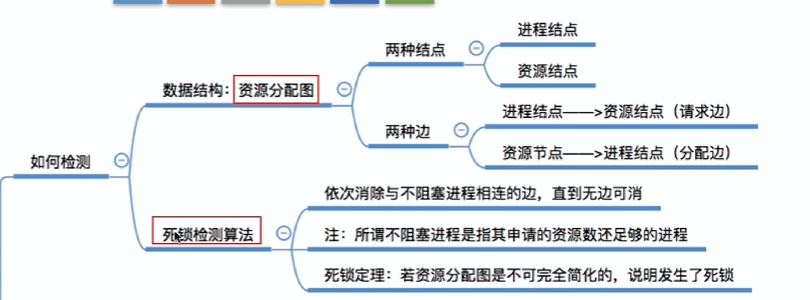 进程结点
两种结点
资源结点
数据结构：资源分配图
进程结点——>资源结点（请求边）
两种边
资源节点——>进程结点（分配边）
如何检测
依次消除与不阻塞进程相连的边，直到无边可消
死锁检测算法
注：所谓不阻塞进程是指其申请的资源数还足够的进程
死锁定理：若资源分配图是不可完全简化的，说明发生了死锁